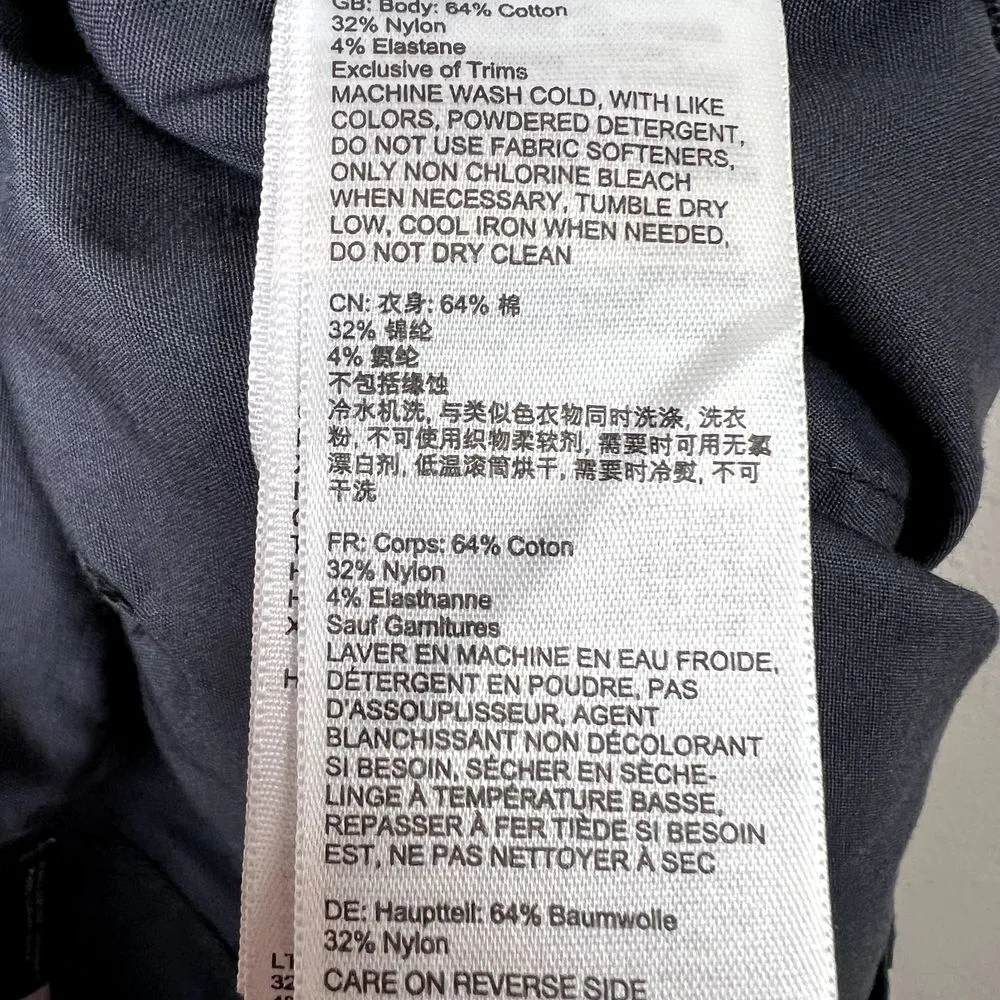 GB: Body: 64% Cotton
32% Nylon
4% Elastane
Exclusive of Trims
MACHINE WASH COLD, WITH LIKE
COLORS, POWDERED DETERGENT,
DO NOT USE FABRIC SOFTENERS,
ONLY NON CHLORINE BLEACH
WHEN NECESSARY, TUMBLE DRY
LOW, COOL IRON WHEN NEEDED,
DO NOT DRY CLEAN
CN: 衣身: 64% 棉
32% 锦纶
4% 氨纶
不包括缘蚀
冷水机洗, 与类似色衣物同时洗涤, 洗衣
粉, 不可使用织物柔软剂, 需要时可用无氯
漂白剂, 低温滚筒烘干, 需要时冷熨, 不可
干洗
FR: Corps: 64% Coton
32% Nylon
4% Elasthanne
Sauf Garnitures
LAVER EN MACHINE EN EAU FROIDE,
DÉTERGENT EN POUDRE, PAS
D'ASSOUPLISSEUR, AGENT
BLANCHISSANT NON DÉCOLORANT
SI BESOIN, SÉCHER EN SÈCHE-
LINGE À TEMPÉRATURE BASSE,
REPASSER À FER TIÈDE SI BESOIN
EST, NE PAS NETTOYER À SEC
DE: Hauptteil: 64% Baumwolle
32% Nylon
CARE ON REVERSE SIDE
LT
32